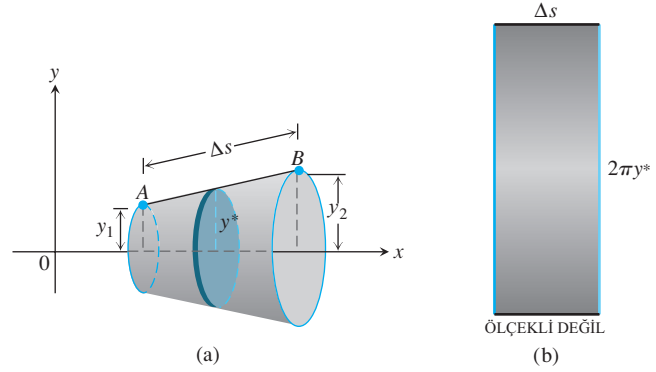 y
Δs
A
B
y₁
y*
y₂
0
x
(a)
Δs
2πy*
ÖLÇEKLİ DEĞİL
(b)